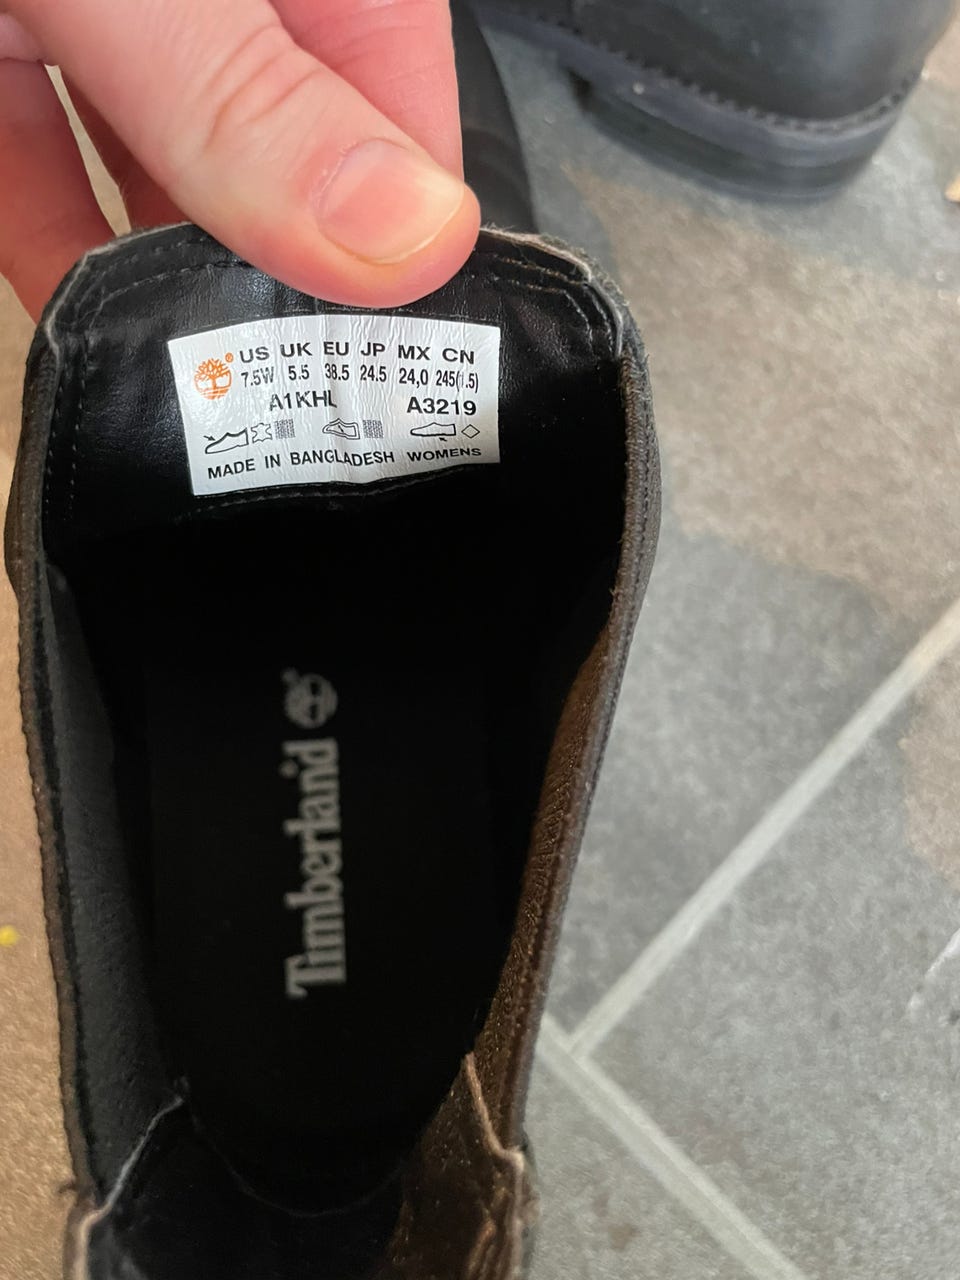 US UK EU JP MX CN
7.5W 5.5 38.5 24.5 24,0 245(1.5)
A1KHL A3219
MADE IN BANGLADESH WOMENS
Timberland